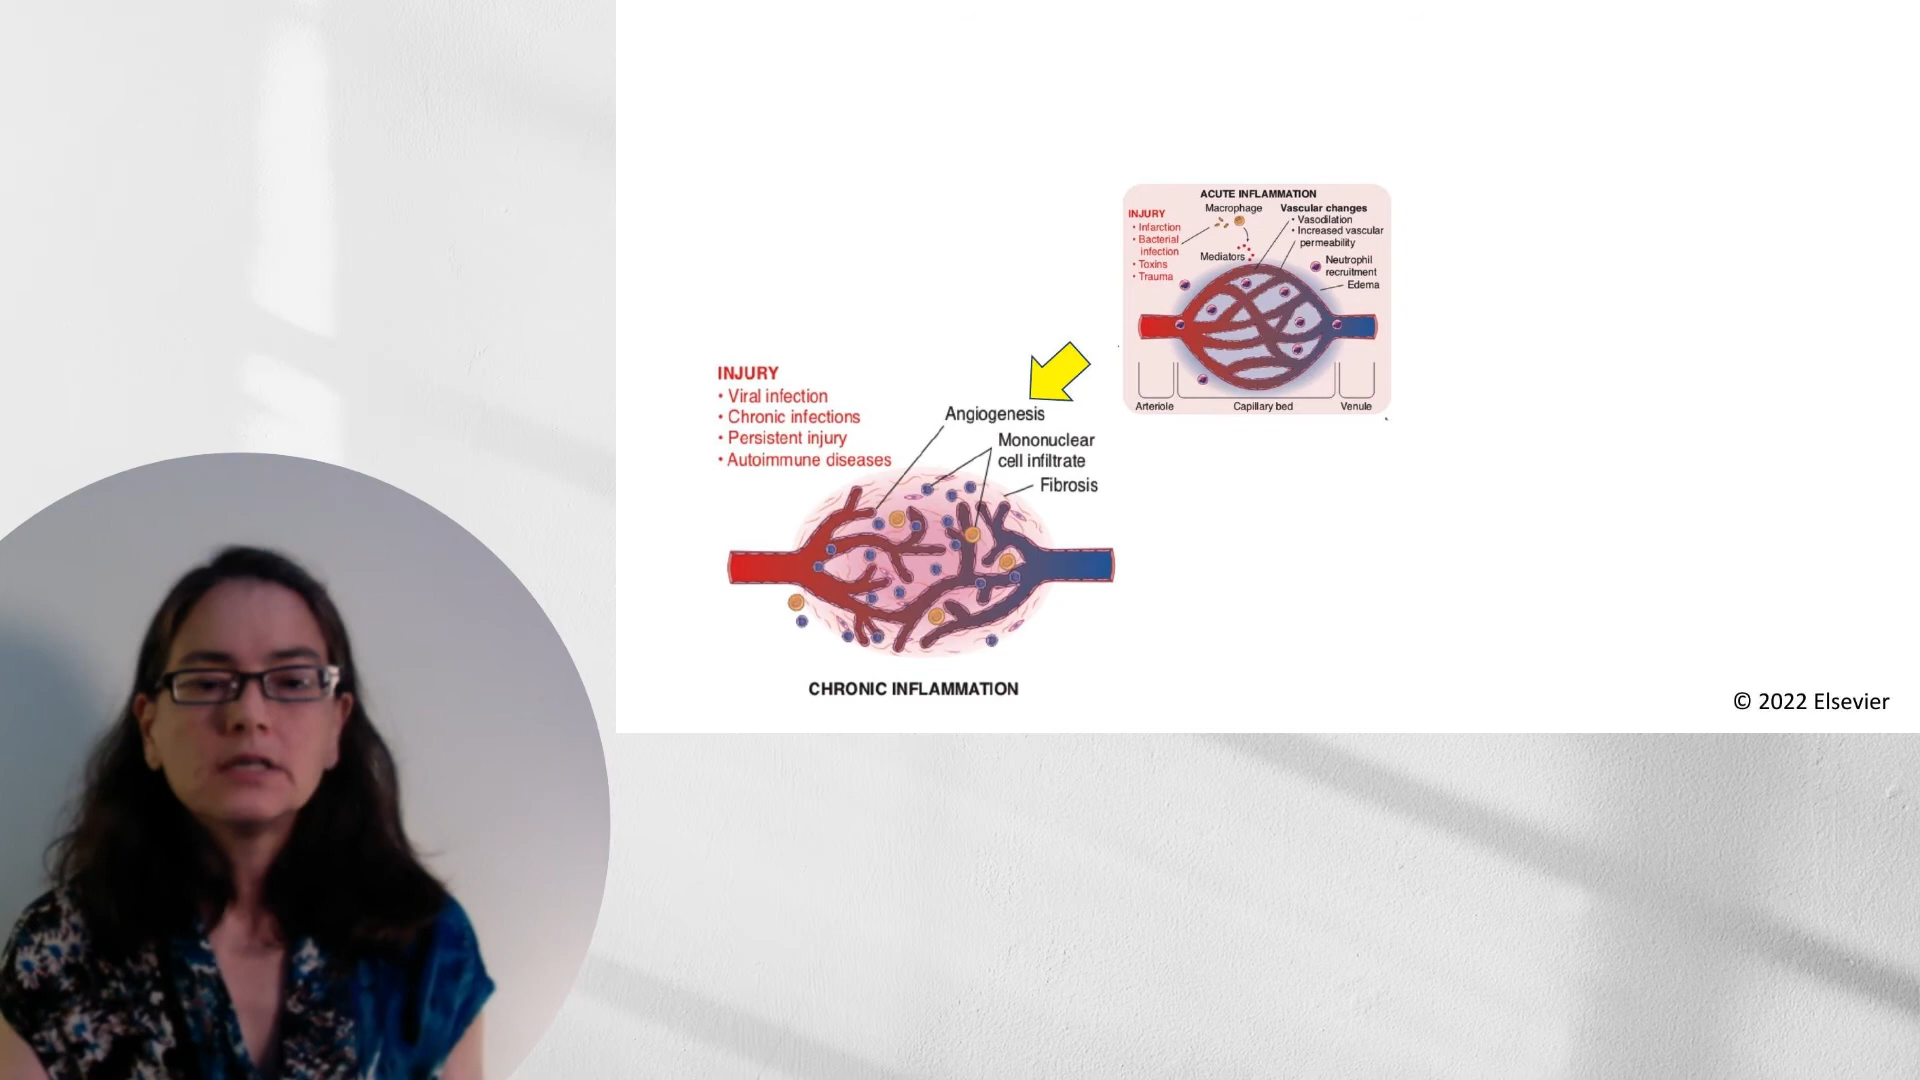 ACUTE INFLAMMATION
INJURY
• Infarction
• Bacterial
infection
• Toxins
• Trauma
Macrophage
Mediators
Vascular changes
• Vasodilation
• Increased vascular
permeability
Neutrophil
recruitment
Edema
Arteriole
Capillary bed
Venule
INJURY
• Viral infection
• Chronic infections
• Persistent injury
• Autoimmune diseases
Angiogenesis
Mononuclear
cell infiltrate
Fibrosis
CHRONIC INFLAMMATION
© 2022 Elsevier